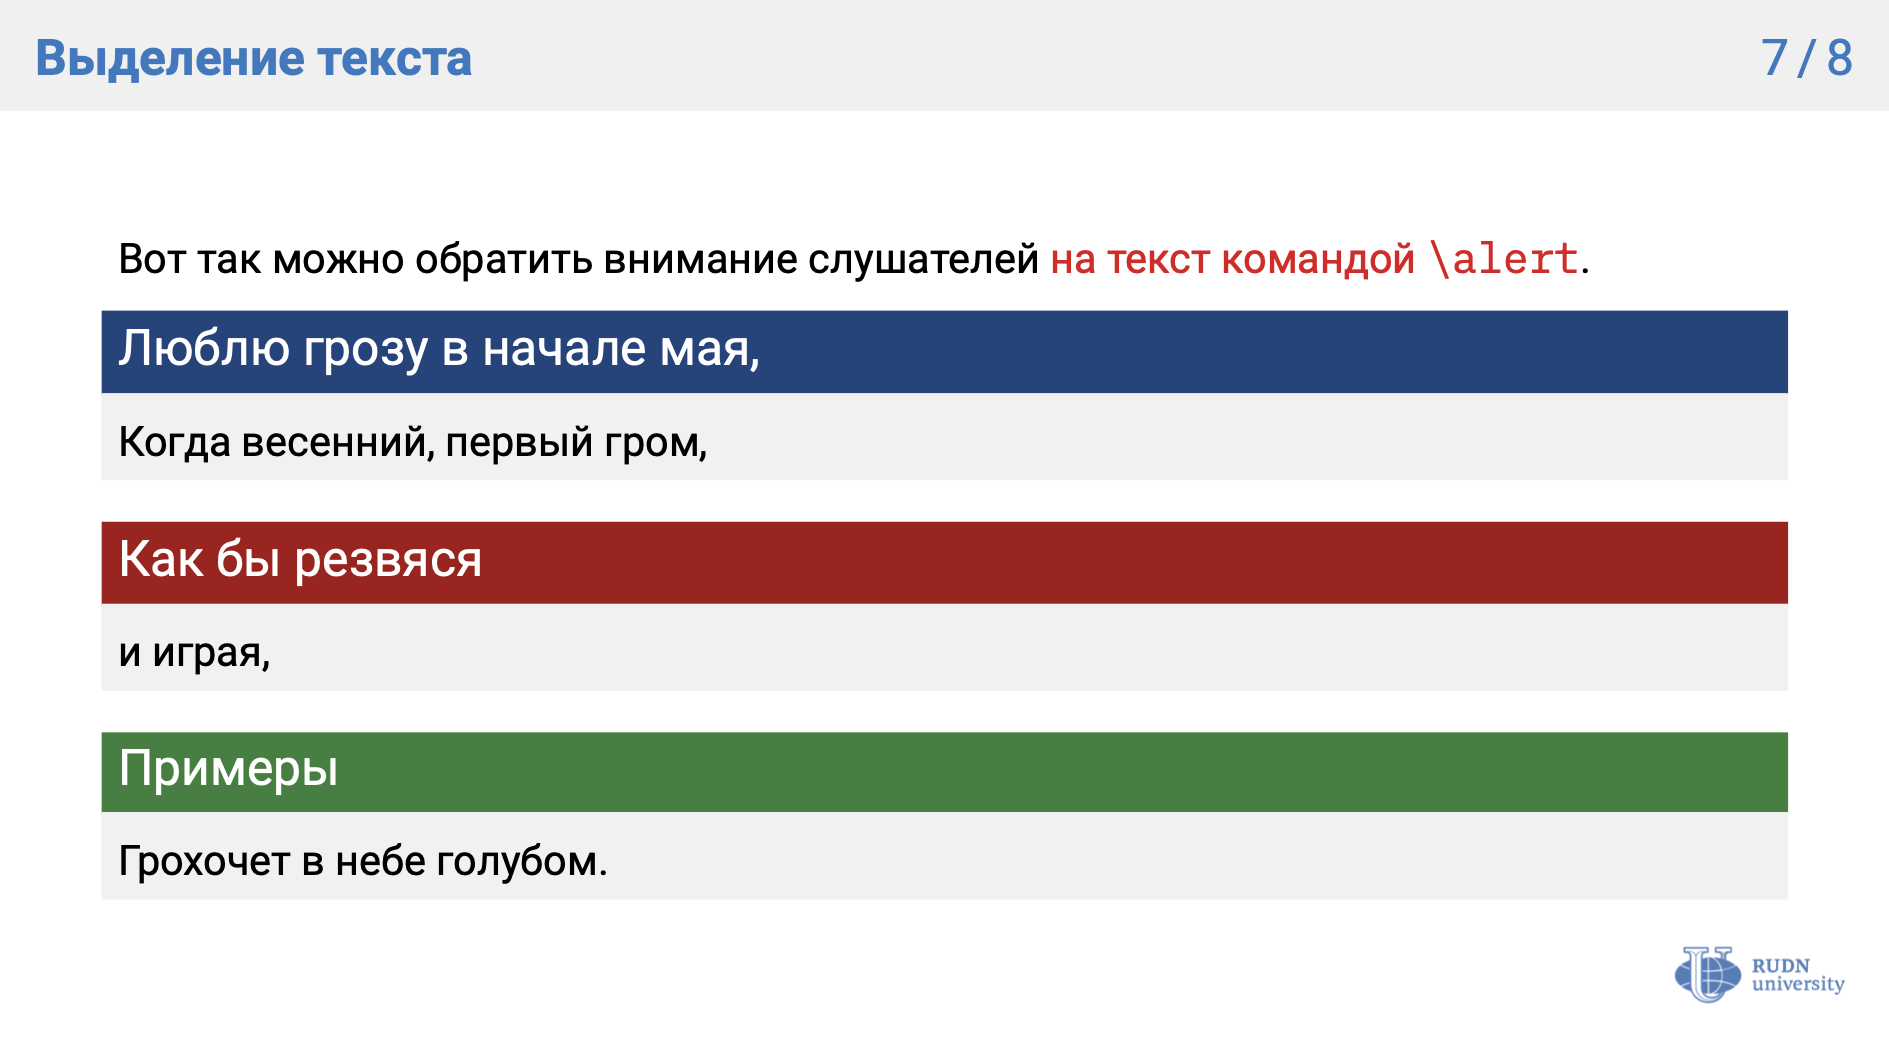 Выделение текста
7 / 8
Вот так можно обратить внимание слушателей на текст командой \alert.
Люблю грозу в начале мая,
Когда весенний, первый гром,
Как бы резвяся
и играя,
Примеры
Грохочет в небе голубом.
RUDN
university